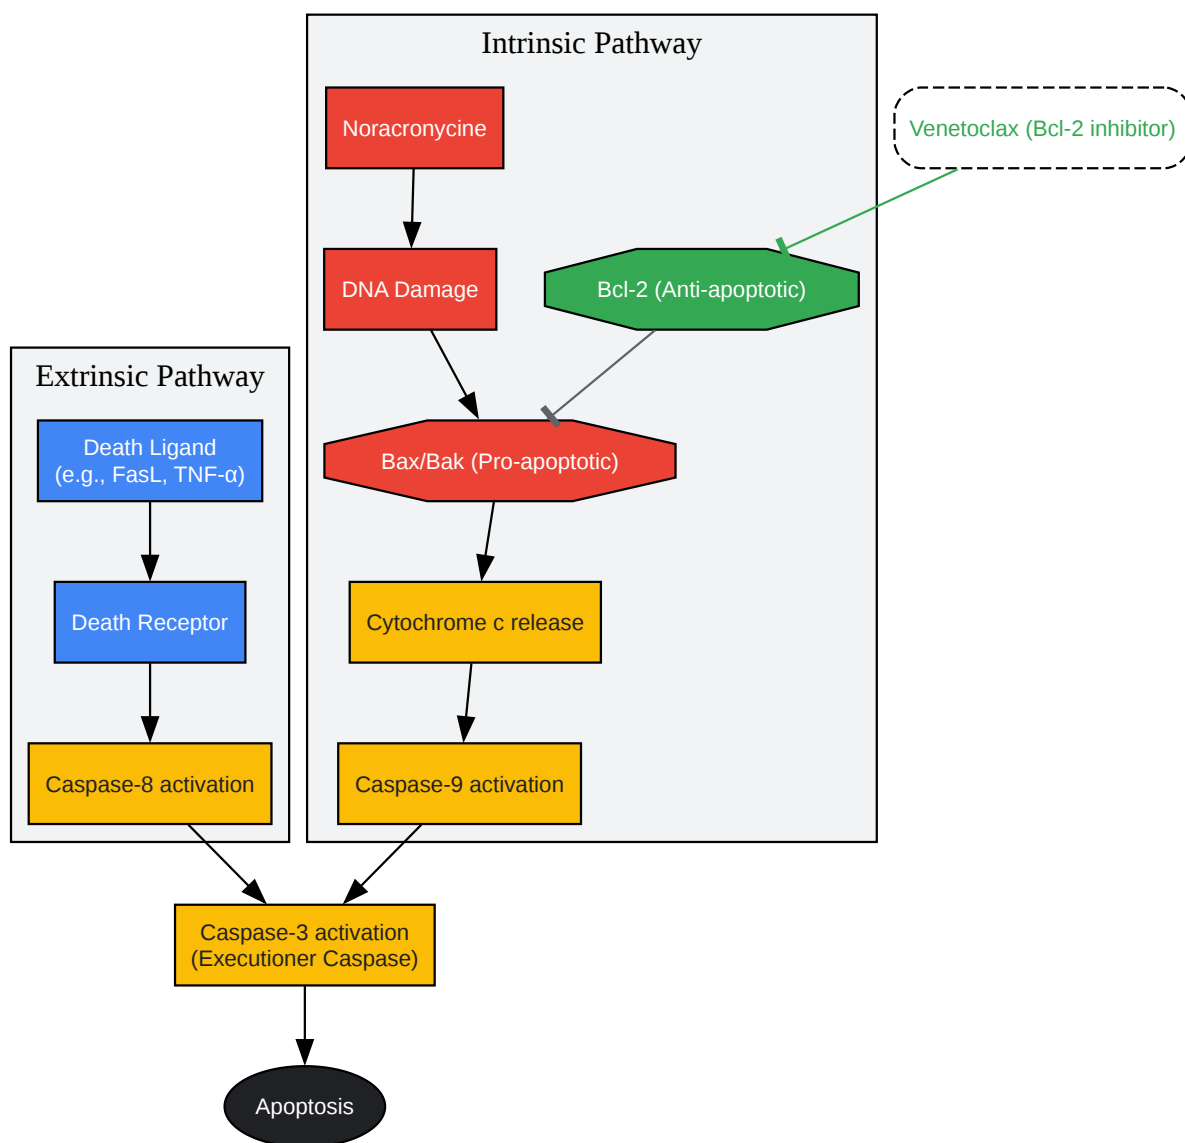 Intrinsic Pathway
Noracronycine
Venetoclax (Bcl-2 inhibitor)
DNA Damage
Bcl-2 (Anti-apoptotic)
Extrinsic Pathway
Death Ligand
(e.g., FasL, TNF-α)
Bax/Bak (Pro-apoptotic)
Death Receptor
Cytochrome c release
Caspase-8 activation
Caspase-9 activation
Caspase-3 activation
(Executioner Caspase)
Apoptosis